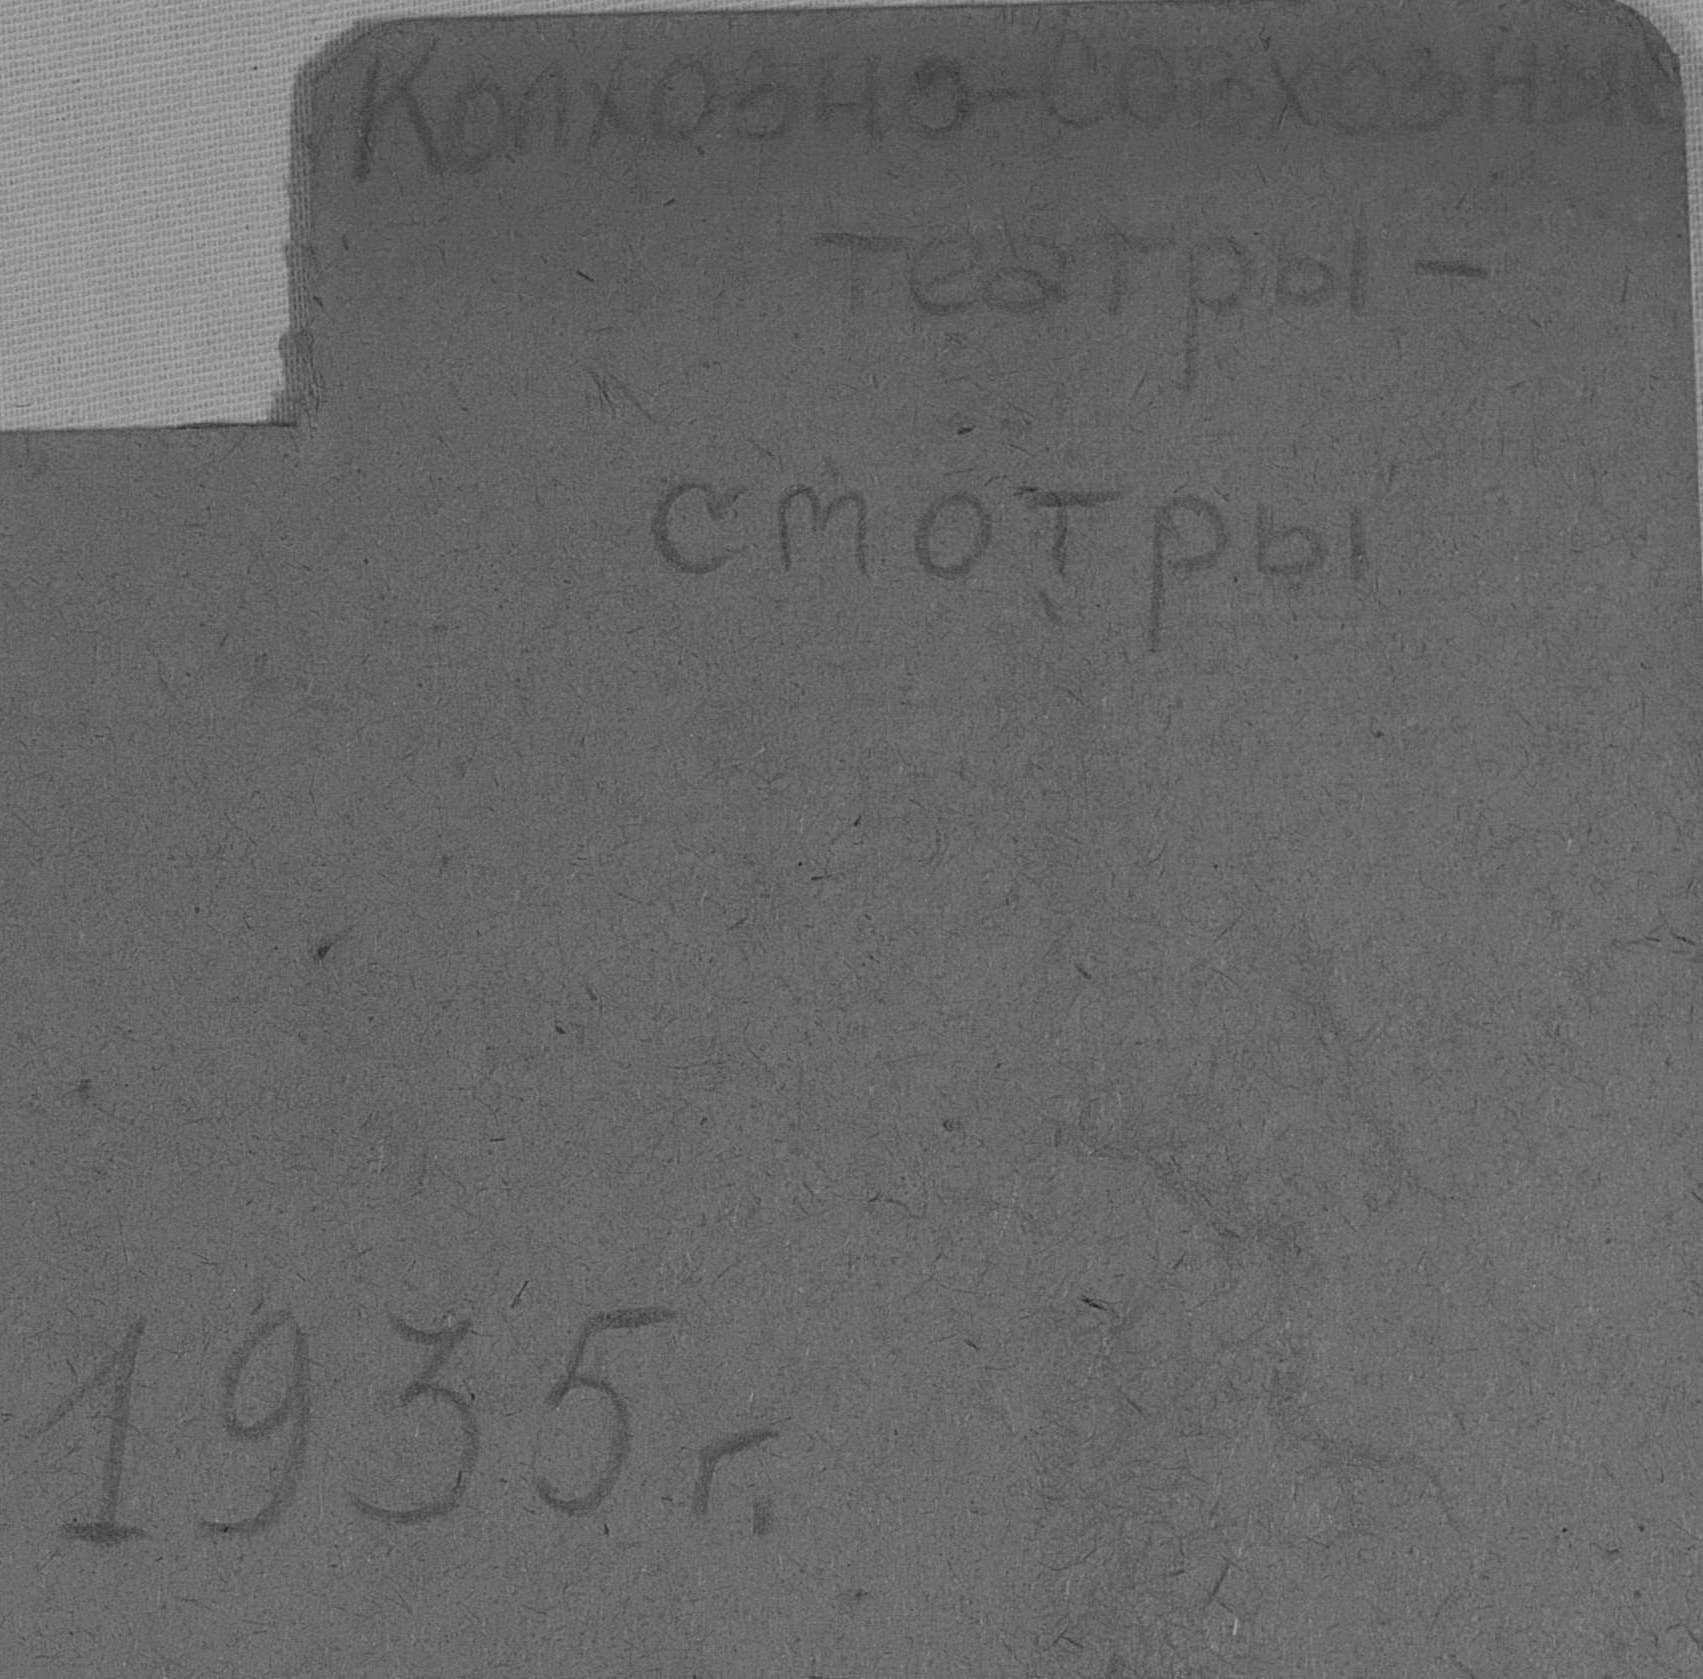 Колхозно-Совхозные
театры -
смотры
1935 г.